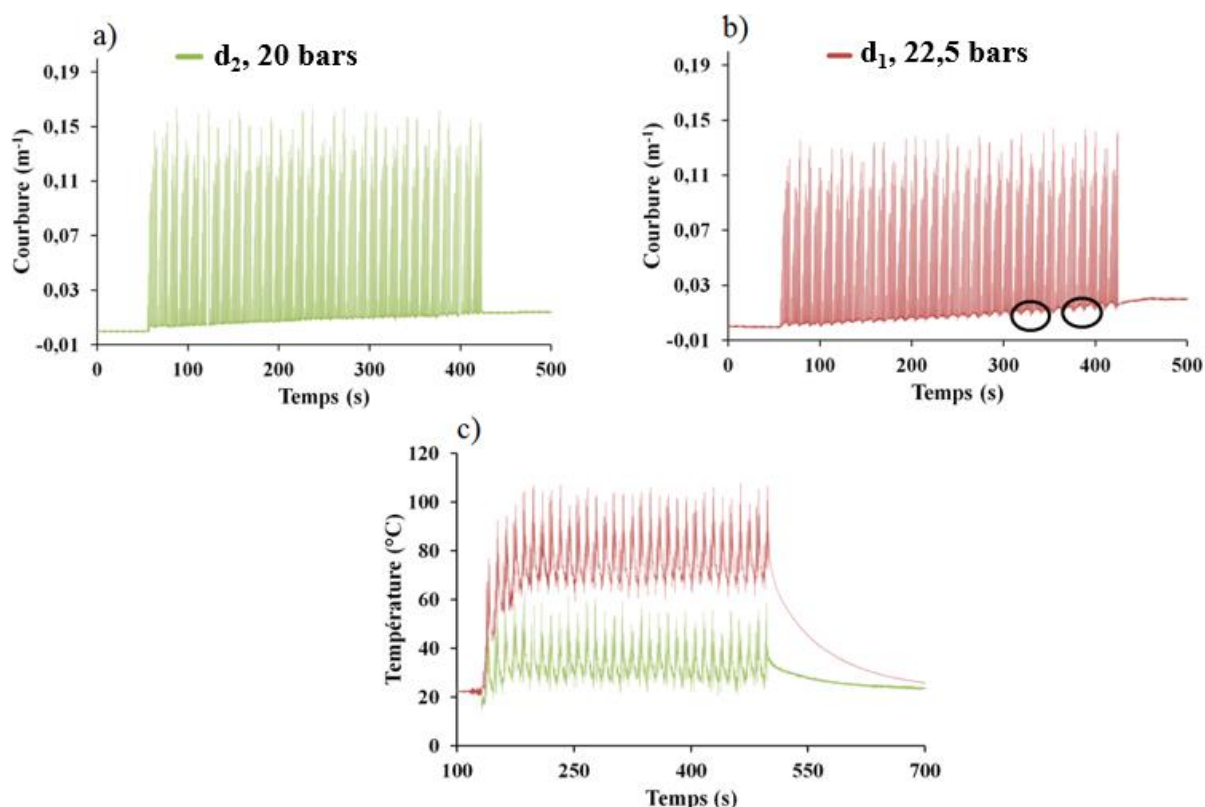 a)
d₂, 20 bars
Courbure (m⁻¹)
0,19
0,15
0,11
0,07
0,03
-0,01
0 100 200 300 400 500
Temps (s)
b)
d₁, 22,5 bars
Courbure (m⁻¹)
0,19
0,15
0,11
0,07
0,03
-0,01
0 100 200 300 400 500
Temps (s)
c)
Température (°C)
120
100
80
60
40
20
0
100 250 400 550 700
Temps (s)